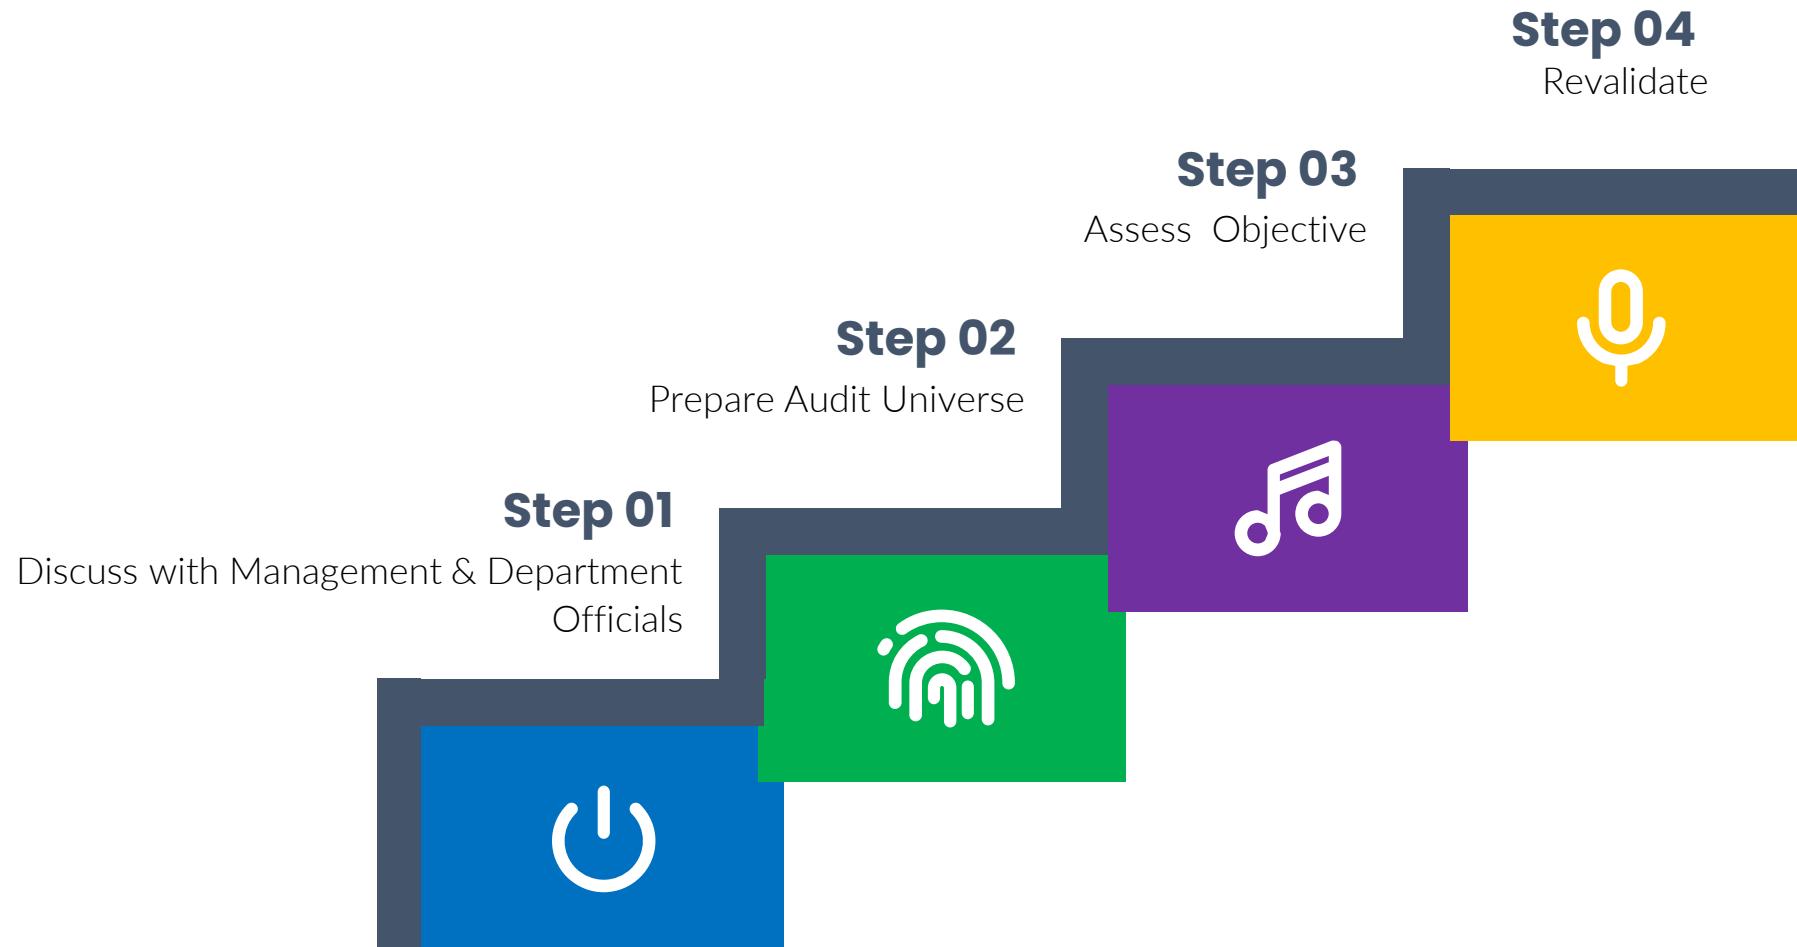 Step 04
Revalidate
Step 03
Assess  Objective
Step 02
Prepare Audit Universe
Step 01
Discuss with Management & Department
Officials